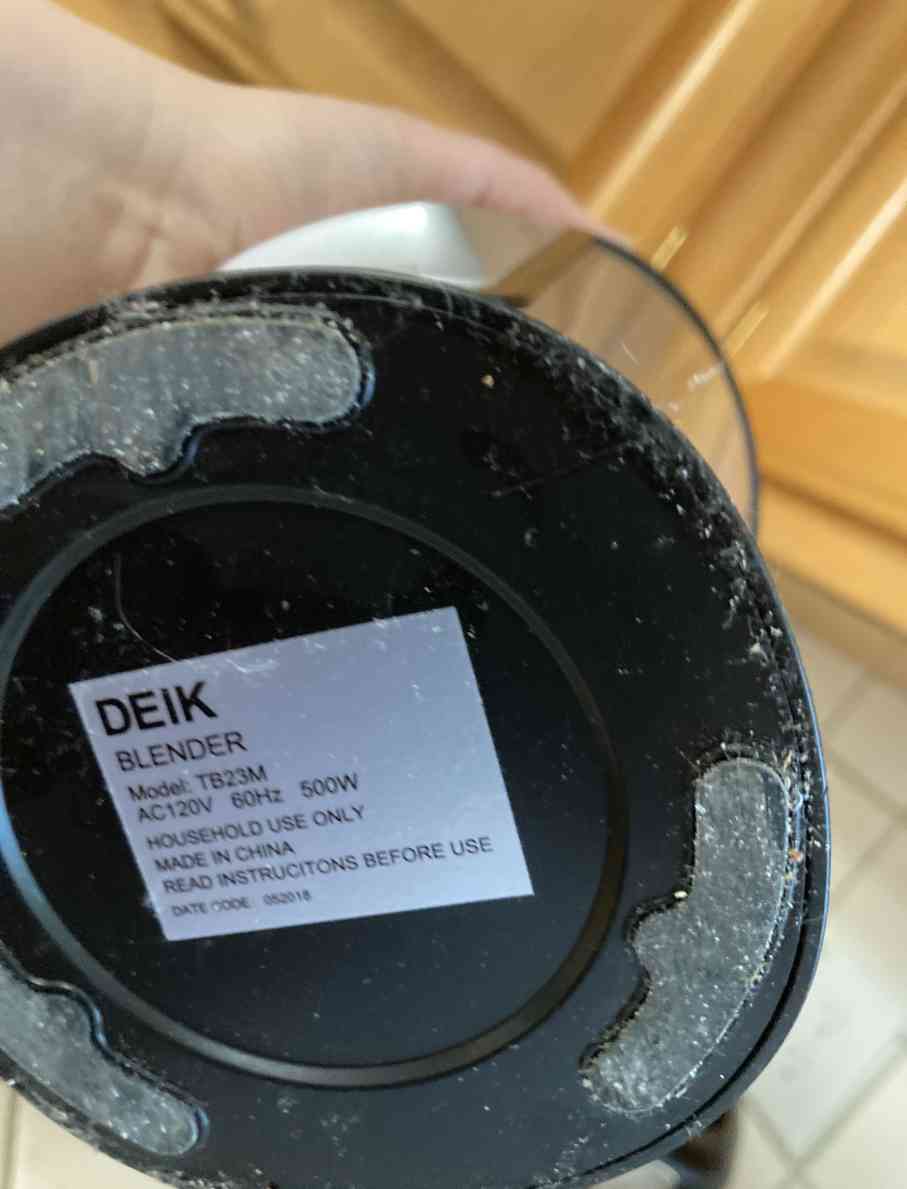 DEIK
BLENDER
Model: TB23M
AC120V 60Hz 500W
HOUSEHOLD USE ONLY
MADE IN CHINA
READ INSTRUCITONS BEFORE USE
DATE CODE: 052018